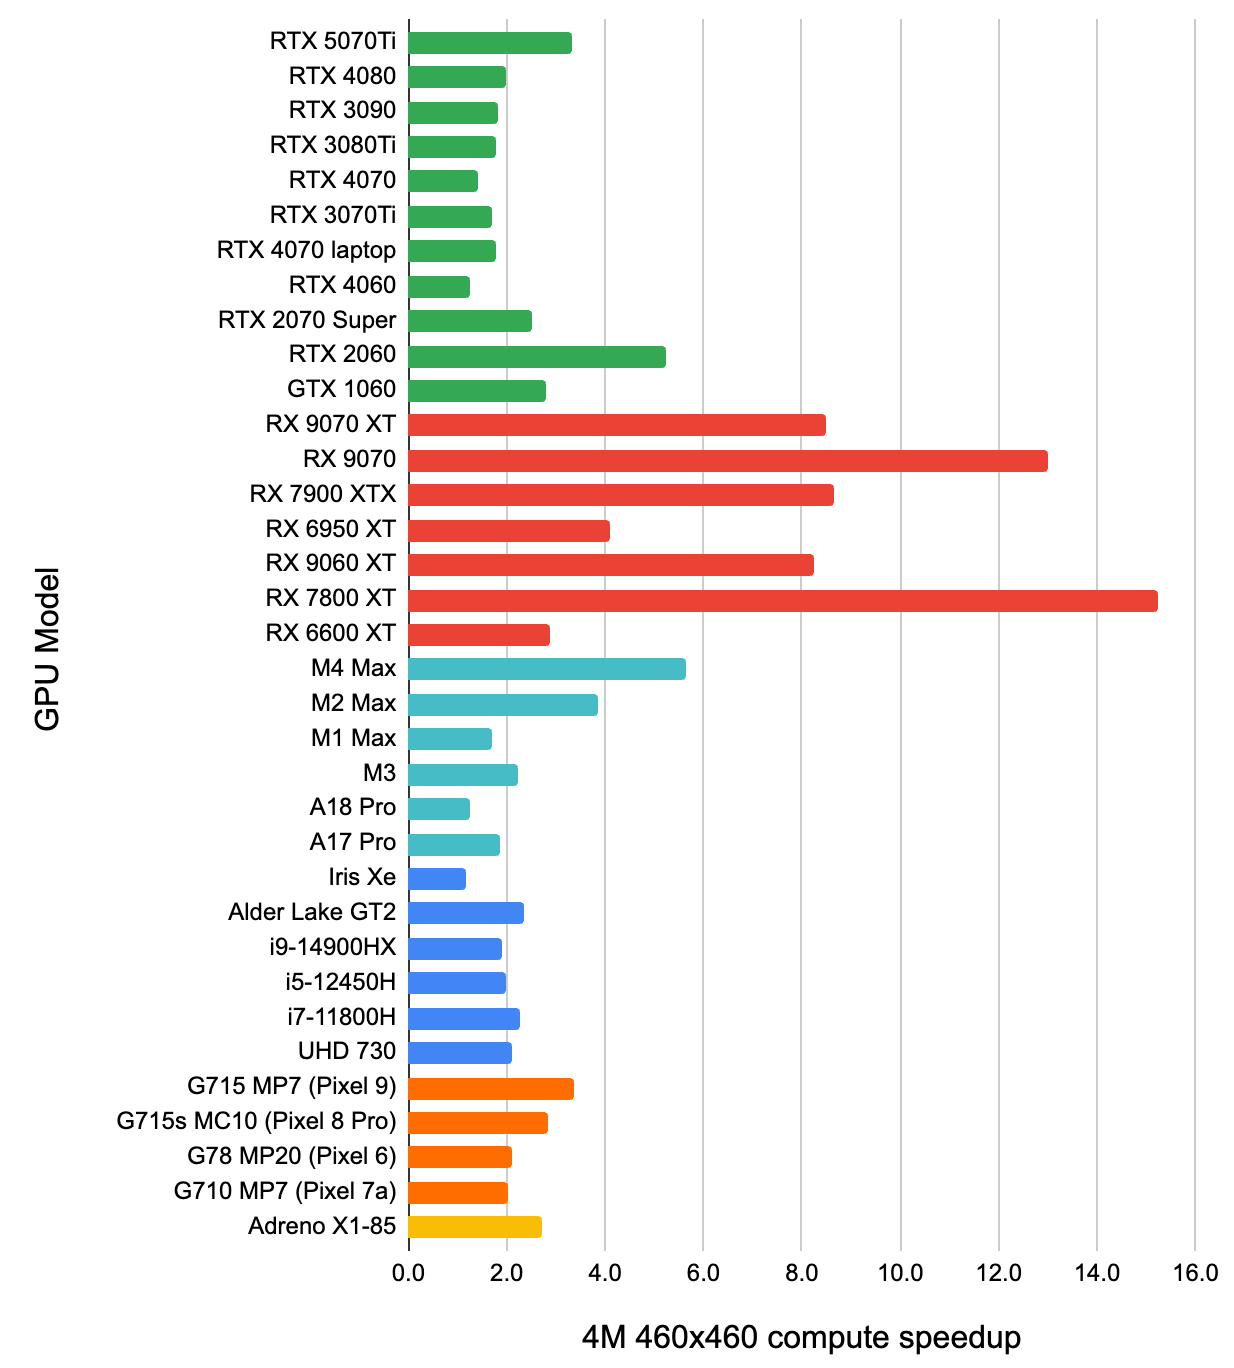 RTX 5070Ti
RTX 4080
RTX 3090
RTX 3080Ti
RTX 4070
RTX 3070Ti
RTX 4070 laptop
RTX 4060
RTX 2070 Super
RTX 2060
GTX 1060
RX 9070 XT
RX 9070
RX 7900 XTX
RX 6950 XT
RX 9060 XT
RX 7800 XT
RX 6600 XT
M4 Max
M2 Max
M1 Max
M3
A18 Pro
A17 Pro
Iris Xe
Alder Lake GT2
i9-14900HX
i5-12450H
i7-11800H
UHD 730
G715 MP7 (Pixel 9)
G715s MC10 (Pixel 8 Pro)
G78 MP20 (Pixel 6)
G710 MP7 (Pixel 7a)
Adreno X1-85
GPU Model
0.0 2.0 4.0 6.0 8.0 10.0 12.0 14.0 16.0
4M 460x460 compute speedup